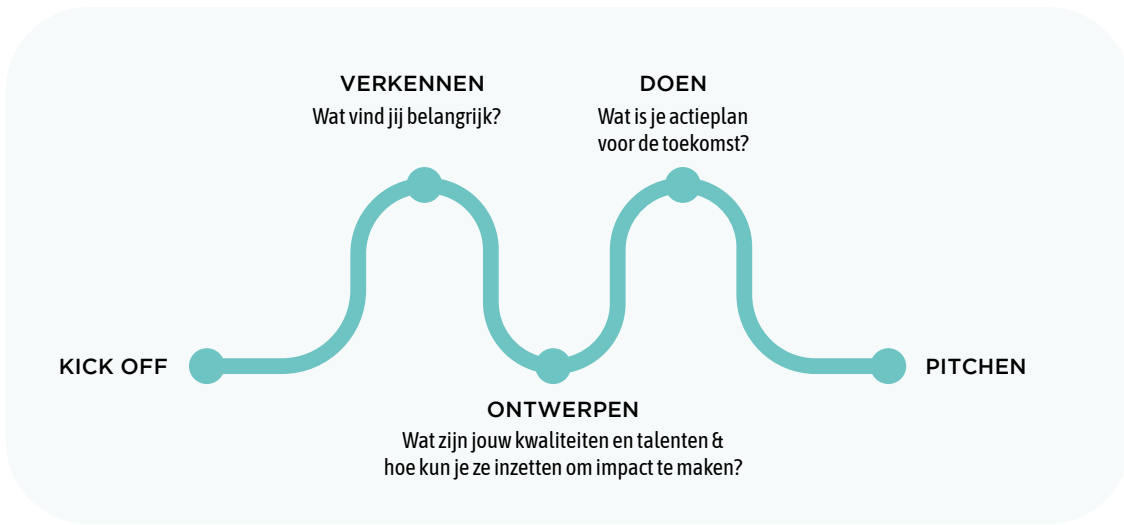 VERKENNEN
Wat vind jij belangrijk?
DOEN
Wat is je actieplan
voor de toekomst?
KICK OFF
PITCHEN
ONTWERPEN
Wat zijn jouw kwaliteiten en talenten &
hoe kun je ze inzetten om impact te maken?